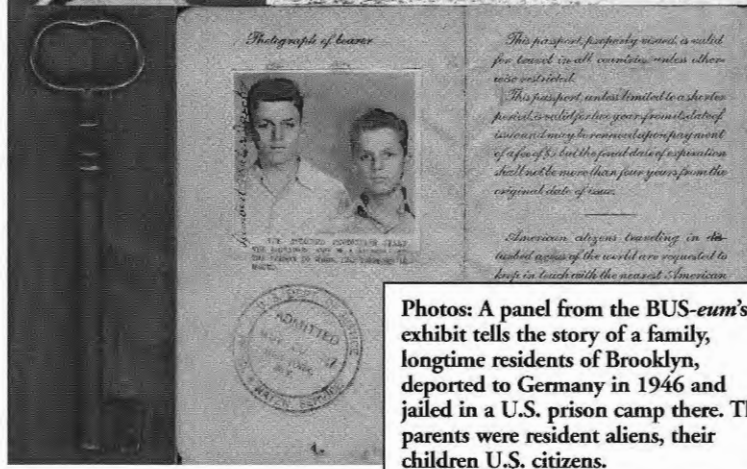 Photograph of bearer
This passport, properly visaed, is valid
for travel in all countries unless other-
wise restricted.
This passport, unless limited to a shorter
period, is valid for two years from its date of
issue and may be renewed upon payment
of a fee of $5 but the final date of expiration
shall not be more than four years from the
original date of issue.
American citizens traveling in dis-
turbed areas of the world are requested to
keep in touch with the nearest American
ADMITTED
NEW YORK
Photos: A panel from the BUS-eum's
exhibit tells the story of a family,
longtime residents of Brooklyn,
deported to Germany in 1946 and
jailed in a U.S. prison camp there. Th
parents were resident aliens, their
children U.S. citizens.